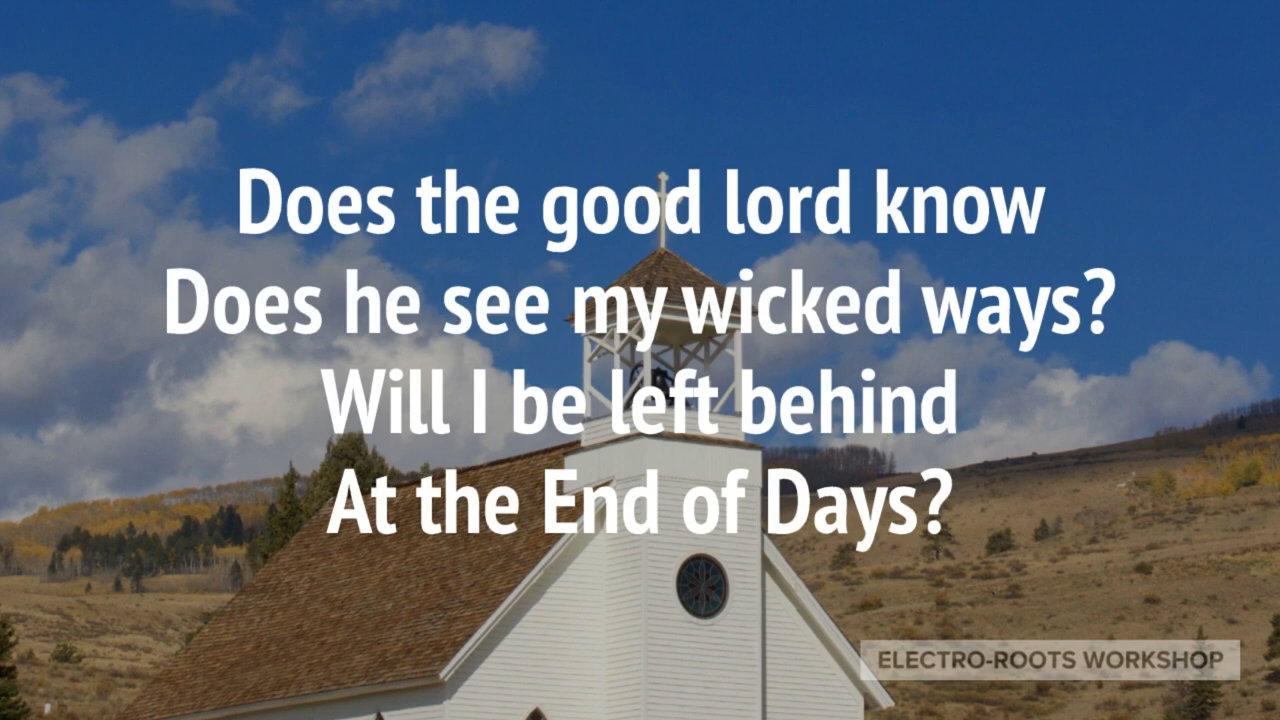 Does the good lord know
Does he see my wicked ways?
Will I be left behind
At the End of Days?
ELECTRO-ROOTS WORKSHOP